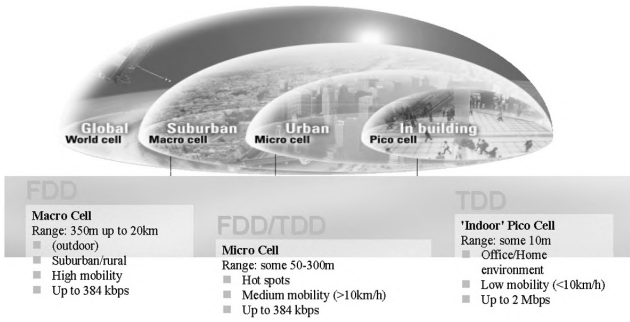 Global
World cell
Suburban
Macro cell
Urban
Micro cell
In building
Pico cell
FDD
Macro Cell
Range: 350m up to 20km
(outdoor)
Suburban/rural
High mobility
Up to 384 kbps
FDD/TDD
Micro Cell
Range: some 50-300m
Hot spots
Medium mobility (>10km/h)
Up to 384 kbps
TDD
'Indoor' Pico Cell
Range: some 10m
Office/Home
environment
Low mobility (<10km/h)
Up to 2 Mbps